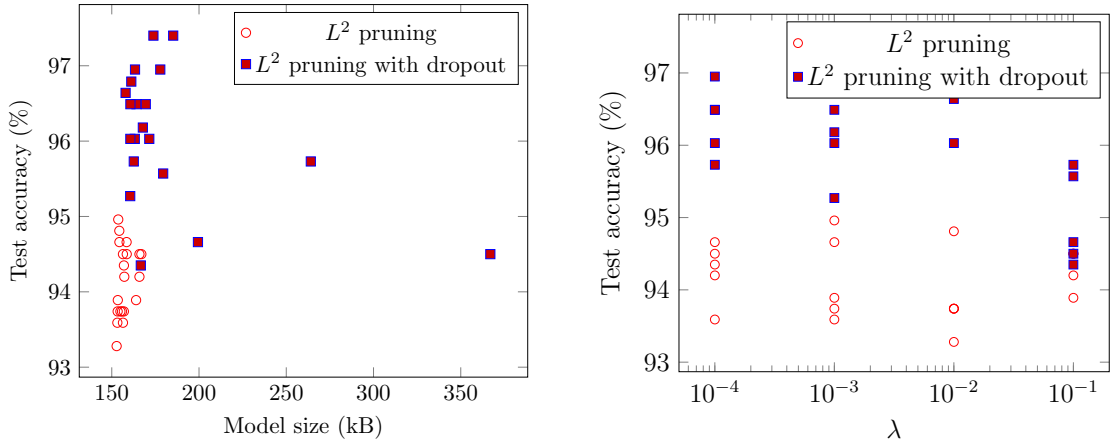 L² pruning
L² pruning with dropout
97
96
95
94
93
150
200
250
300
350
Test accuracy (%)
Model size (kB)
L² pruning
L² pruning with dropout
97
96
95
94
93
10⁻⁴
10⁻³
10⁻²
10⁻¹
Test accuracy (%)
λ